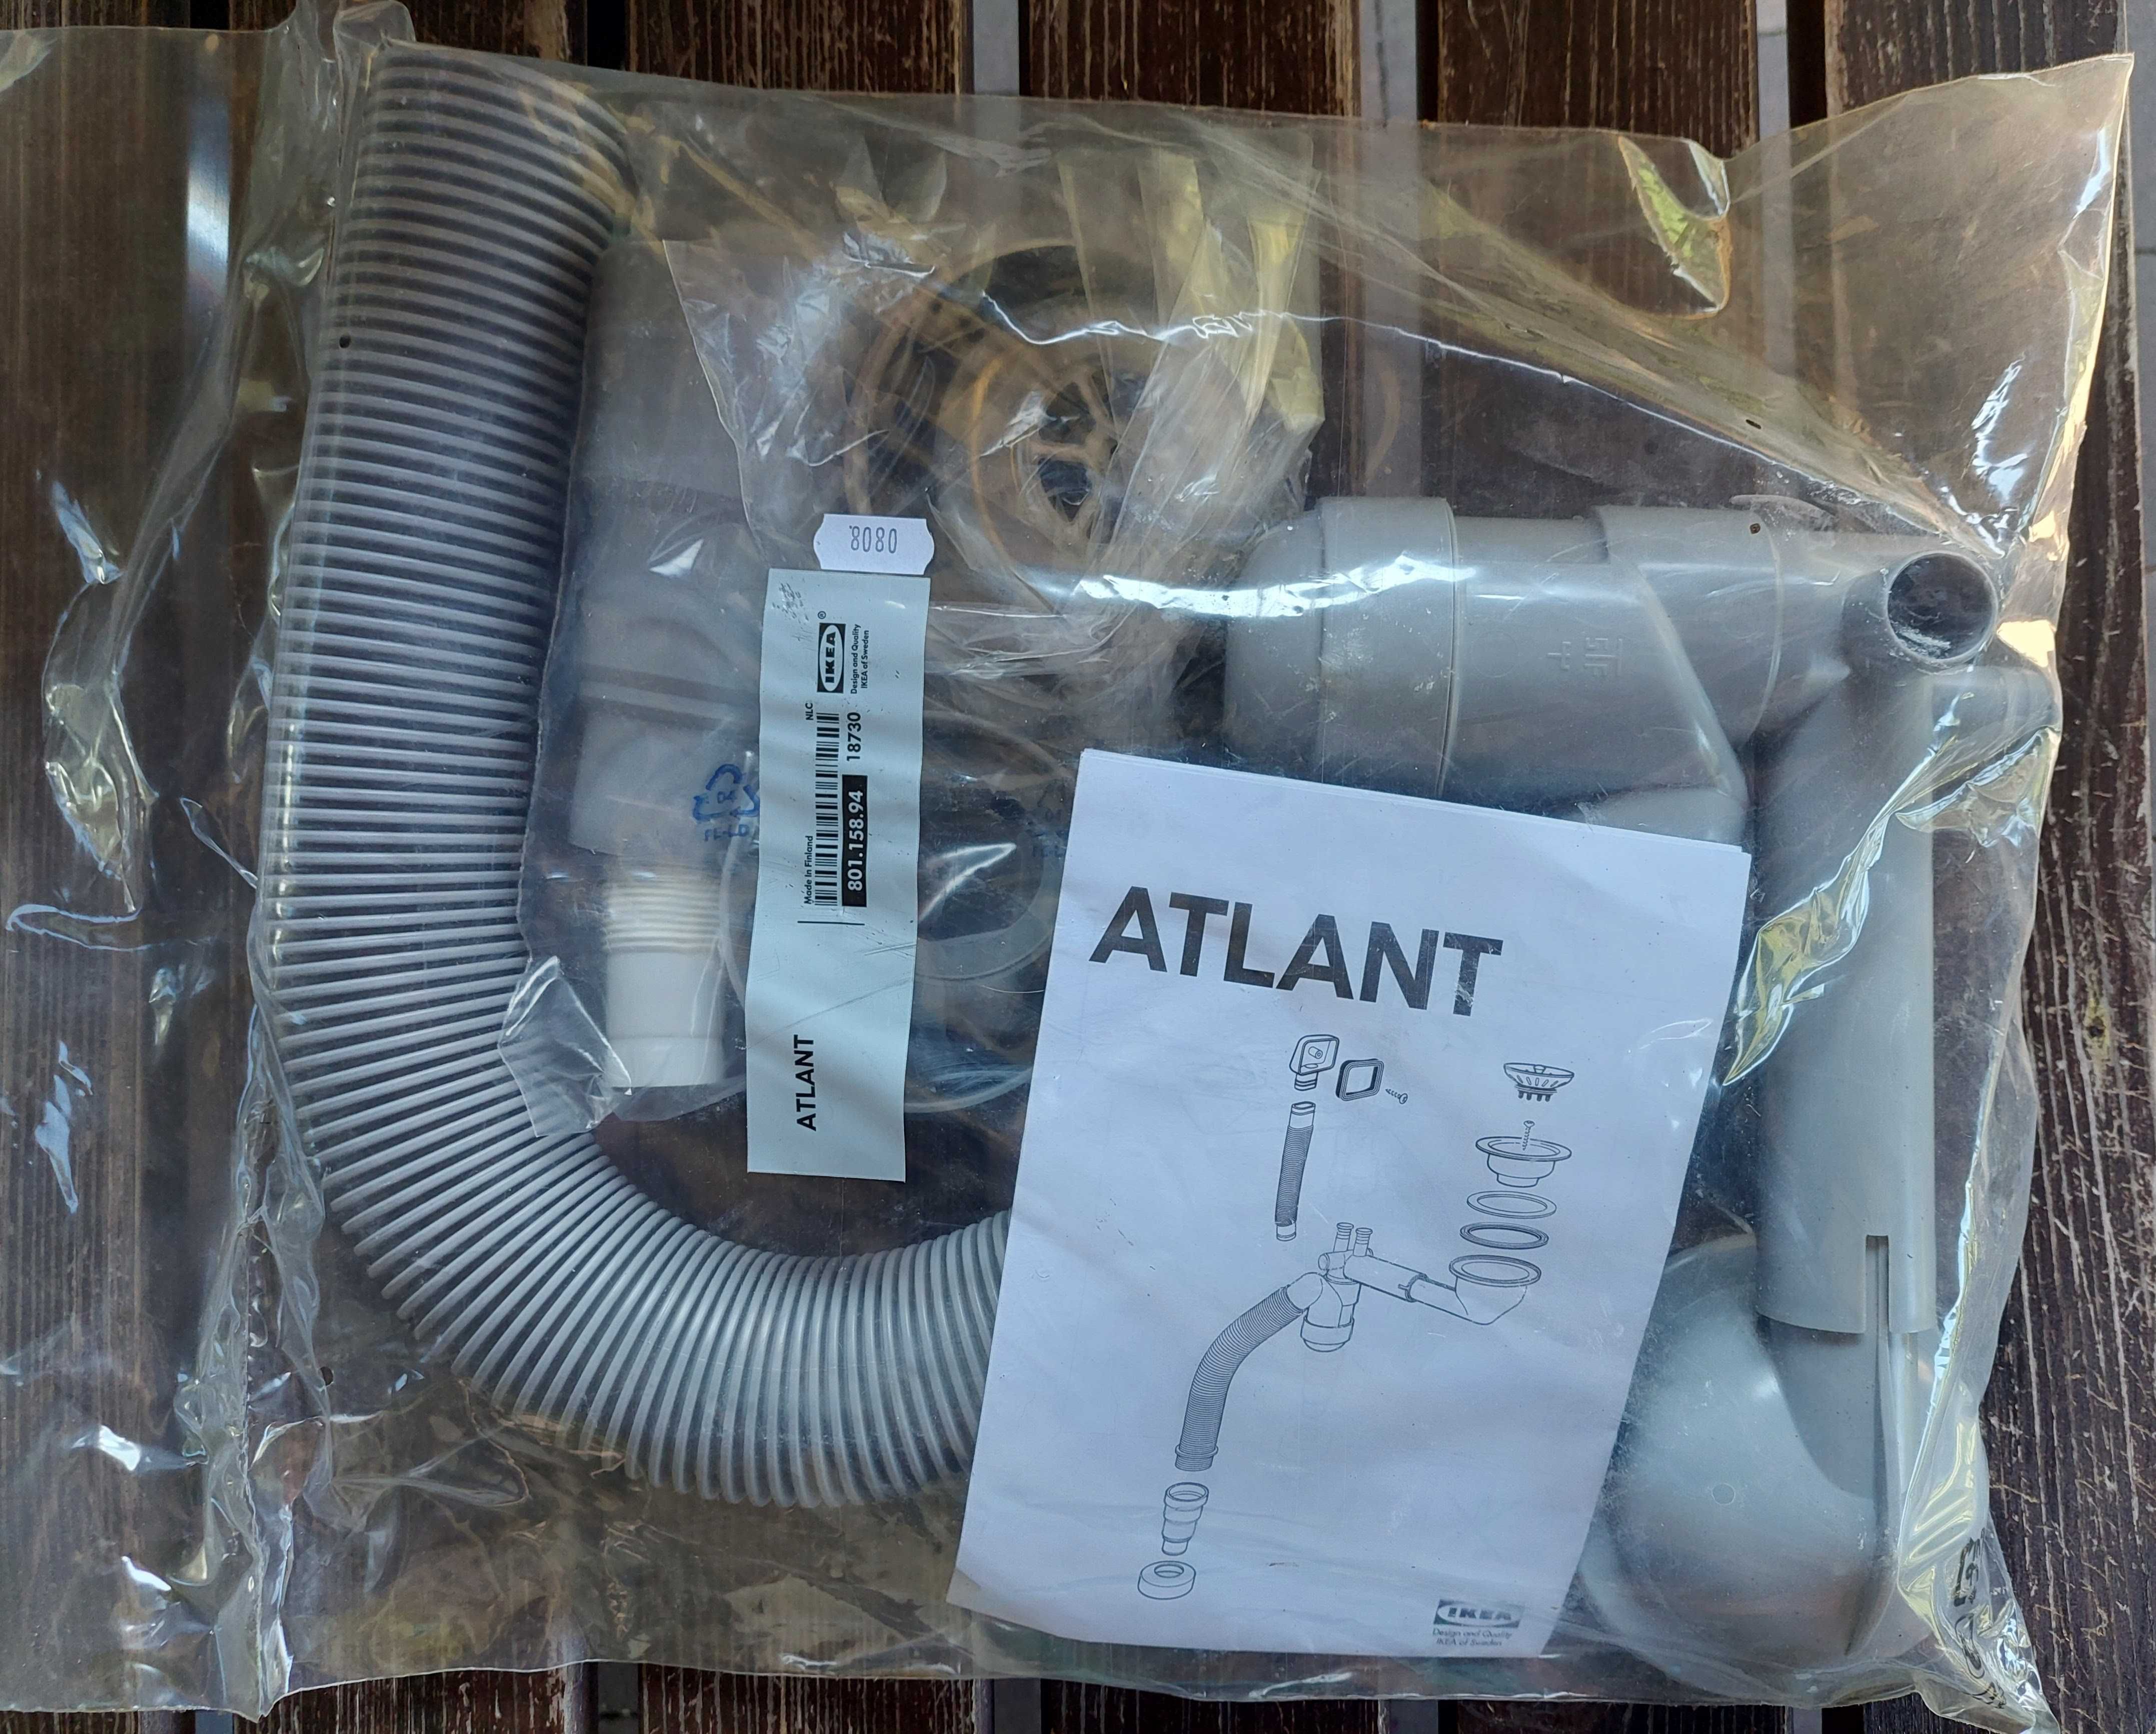 8080
ATLANT
Made in Finland
NLC
801.158.94
18730
IKEA®
Design and Quality
IKEA of Sweden
ATLANT
IKEA
Design and Quality
IKEA of Sweden